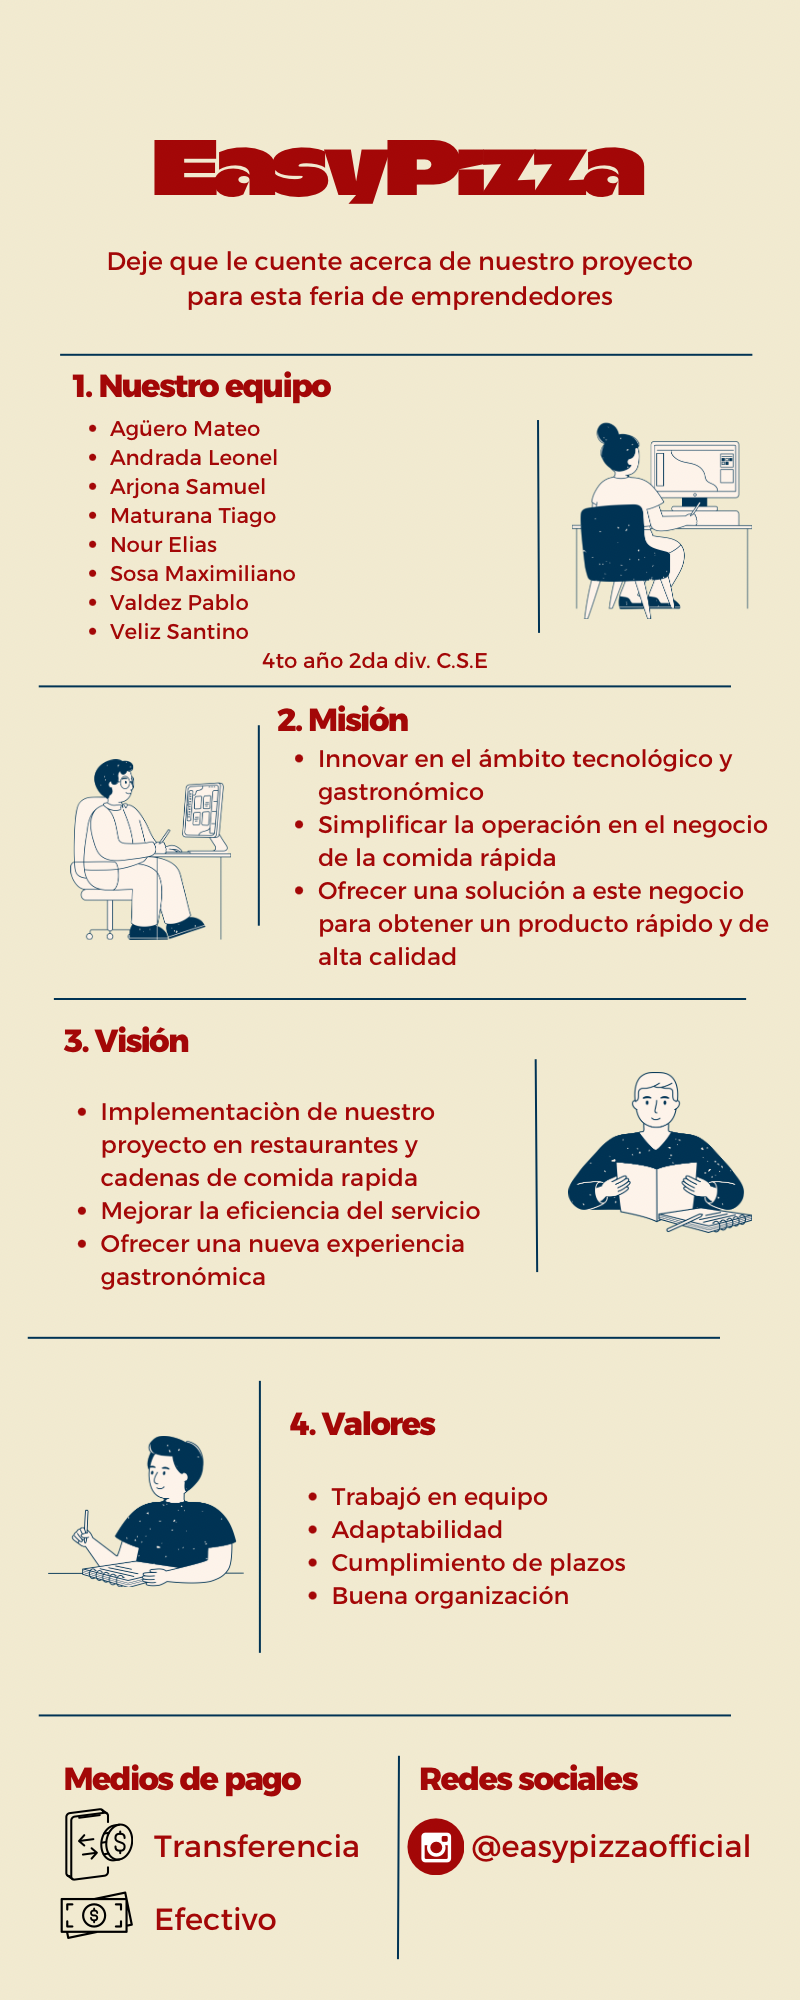 EasyPizza
Deje que le cuente acerca de nuestro proyecto
para esta feria de emprendedores
1. Nuestro equipo
• Agüero Mateo
• Andrada Leonel
• Arjona Samuel
• Maturana Tiago
• Nour Elias
• Sosa Maximiliano
• Valdez Pablo
• Veliz Santino
4to año 2da div. C.S.E
2. Misión
• Innovar en el ámbito tecnológico y
gastronómico
• Simplificar la operación en el negocio
de la comida rápida
• Ofrecer una solución a este negocio
para obtener un producto rápido y de
alta calidad
3. Visión
• Implementaciòn de nuestro
proyecto en restaurantes y
cadenas de comida rapida
• Mejorar la eficiencia del servicio
• Ofrecer una nueva experiencia
gastronómica
4. Valores
• Trabajó en equipo
• Adaptabilidad
• Cumplimiento de plazos
• Buena organización
Medios de pago
Transferencia
Efectivo
Redes sociales
@easypizzaofficial